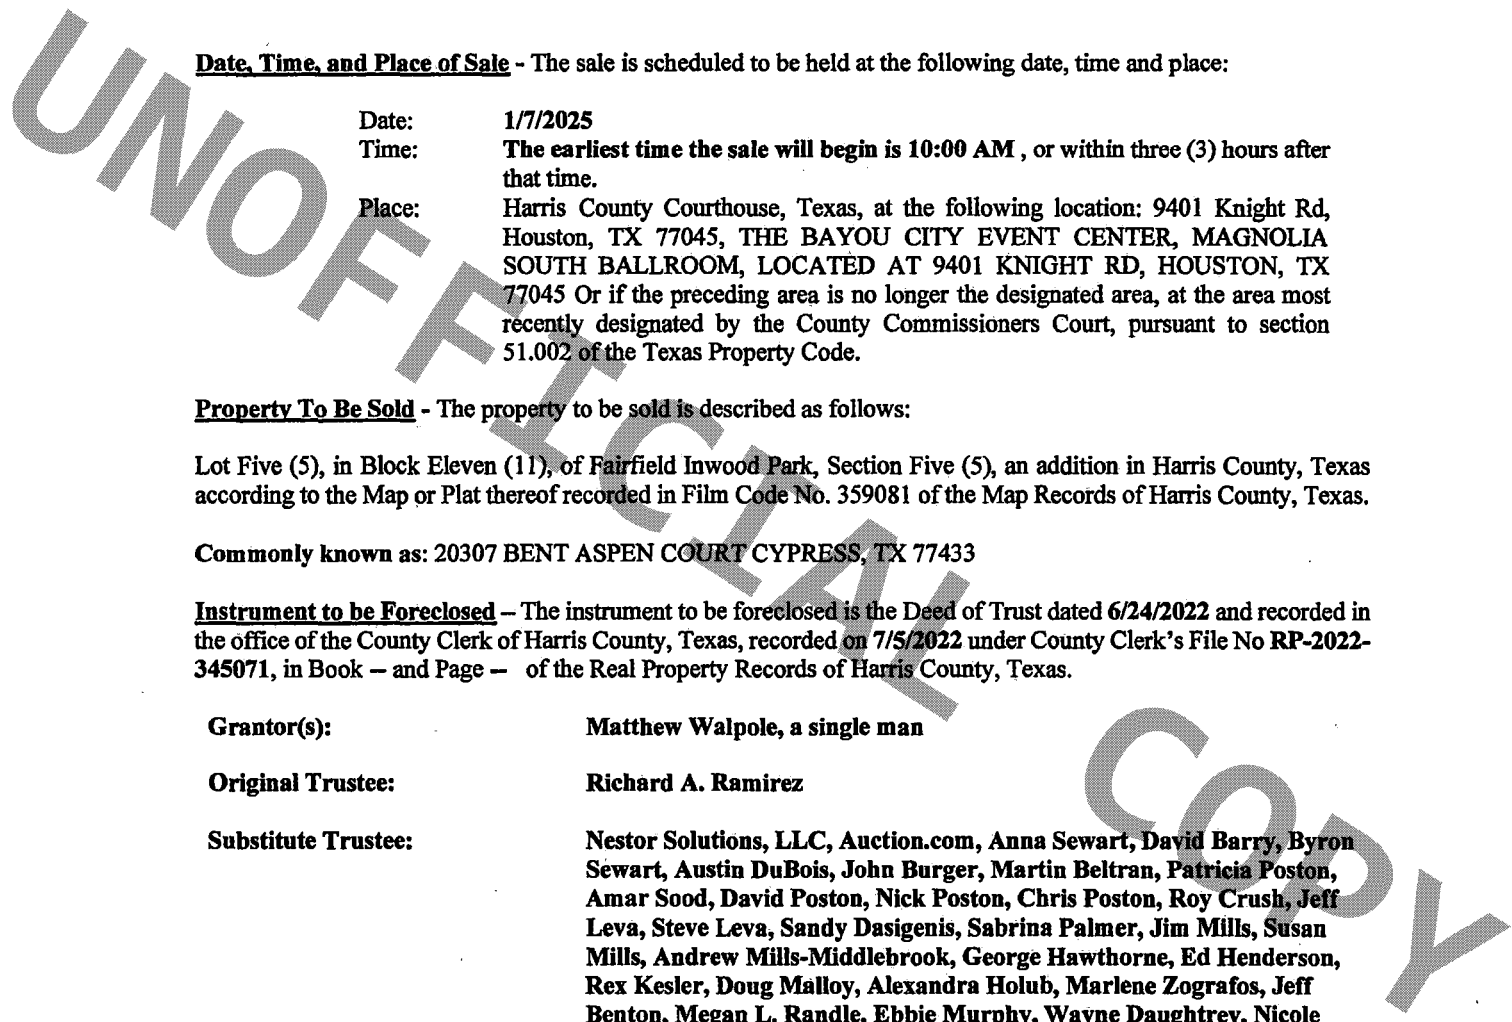 Date, Time, and Place of Sale - The sale is scheduled to be held at the following date, time and place:
Date: 1/7/2025
Time: The earliest time the sale will begin is 10:00 AM , or within three (3) hours after
that time.
Place: Harris County Courthouse, Texas, at the following location: 9401 Knight Rd,
Houston, TX 77045, THE BAYOU CITY EVENT CENTER, MAGNOLIA
SOUTH BALLROOM, LOCATED AT 9401 KNIGHT RD, HOUSTON, TX
77045 Or if the preceding area is no longer the designated area, at the area most
recently designated by the County Commissioners Court, pursuant to section
51.002 of the Texas Property Code.
Property To Be Sold - The property to be sold is described as follows:
Lot Five (5), in Block Eleven (11), of Fairfield Inwood Park, Section Five (5), an addition in Harris County, Texas
according to the Map or Plat thereof recorded in Film Code No. 359081 of the Map Records of Harris County, Texas.
Commonly known as: 20307 BENT ASPEN COURT CYPRESS, TX 77433
Instrument to be Foreclosed – The instrument to be foreclosed is the Deed of Trust dated 6/24/2022 and recorded in
the office of the County Clerk of Harris County, Texas, recorded on 7/5/2022 under County Clerk's File No RP-2022-
345071, in Book – and Page – of the Real Property Records of Harris County, Texas.
Grantor(s): Matthew Walpole, a single man
Original Trustee: Richard A. Ramirez
Substitute Trustee: Nestor Solutions, LLC, Auction.com, Anna Sewart, David Barry, Byron
Sewart, Austin DuBois, John Burger, Martin Beltran, Patricia Poston,
Amar Sood, David Poston, Nick Poston, Chris Poston, Roy Crush, Jeff
Leva, Steve Leva, Sandy Dasigenis, Sabrina Palmer, Jim Mills, Susan
Mills, Andrew Mills-Middlebrook, George Hawthorne, Ed Henderson,
Rex Kesler, Doug Malloy, Alexandra Holub, Marlene Zografos, Jeff
Benton, Megan L. Randle, Ebbie Murphy, Wayne Daughtrey, Nicole
UNOFFICIAL COPY